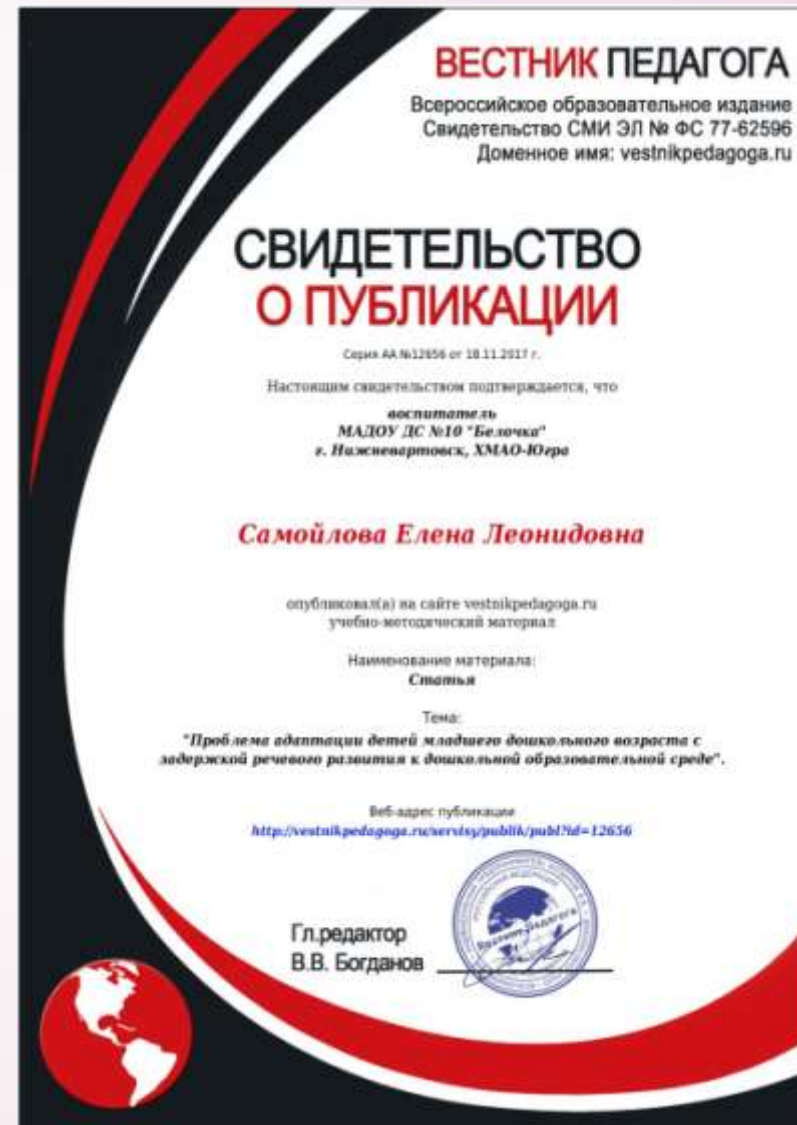 ВЕСТНИК ПЕДАГОГА
Всероссийское образовательное издание
Свидетельство СМИ ЭЛ № ФС 77-62596
Доменное имя: vestnikpedagoga.ru
СВИДЕТЕЛЬСТВО
О ПУБЛИКАЦИИ
Серия АА №12656 от 18.11.2017 г.
Настоящим свидетельством подтверждается, что
воспитатель
МАДОУ ДС №10 "Белочка"
г. Нижневартовск, ХМАО-Югра
Самойлова Елена Леонидовна
опубликовал(а) на сайте vestnikpedagoga.ru
учебно-методический материал
Наименование материала:
Статья
Тема:
"Проблема адаптации детей младшего дошкольного возраста с
задержкой речевого развития к дошкольной образовательной среде".
Веб-адрес публикации
http://vestnikpedagoga.ru/servisy/publik/publ?id=12656
Гл.редактор
В.В. Богданов
Вестник педагога